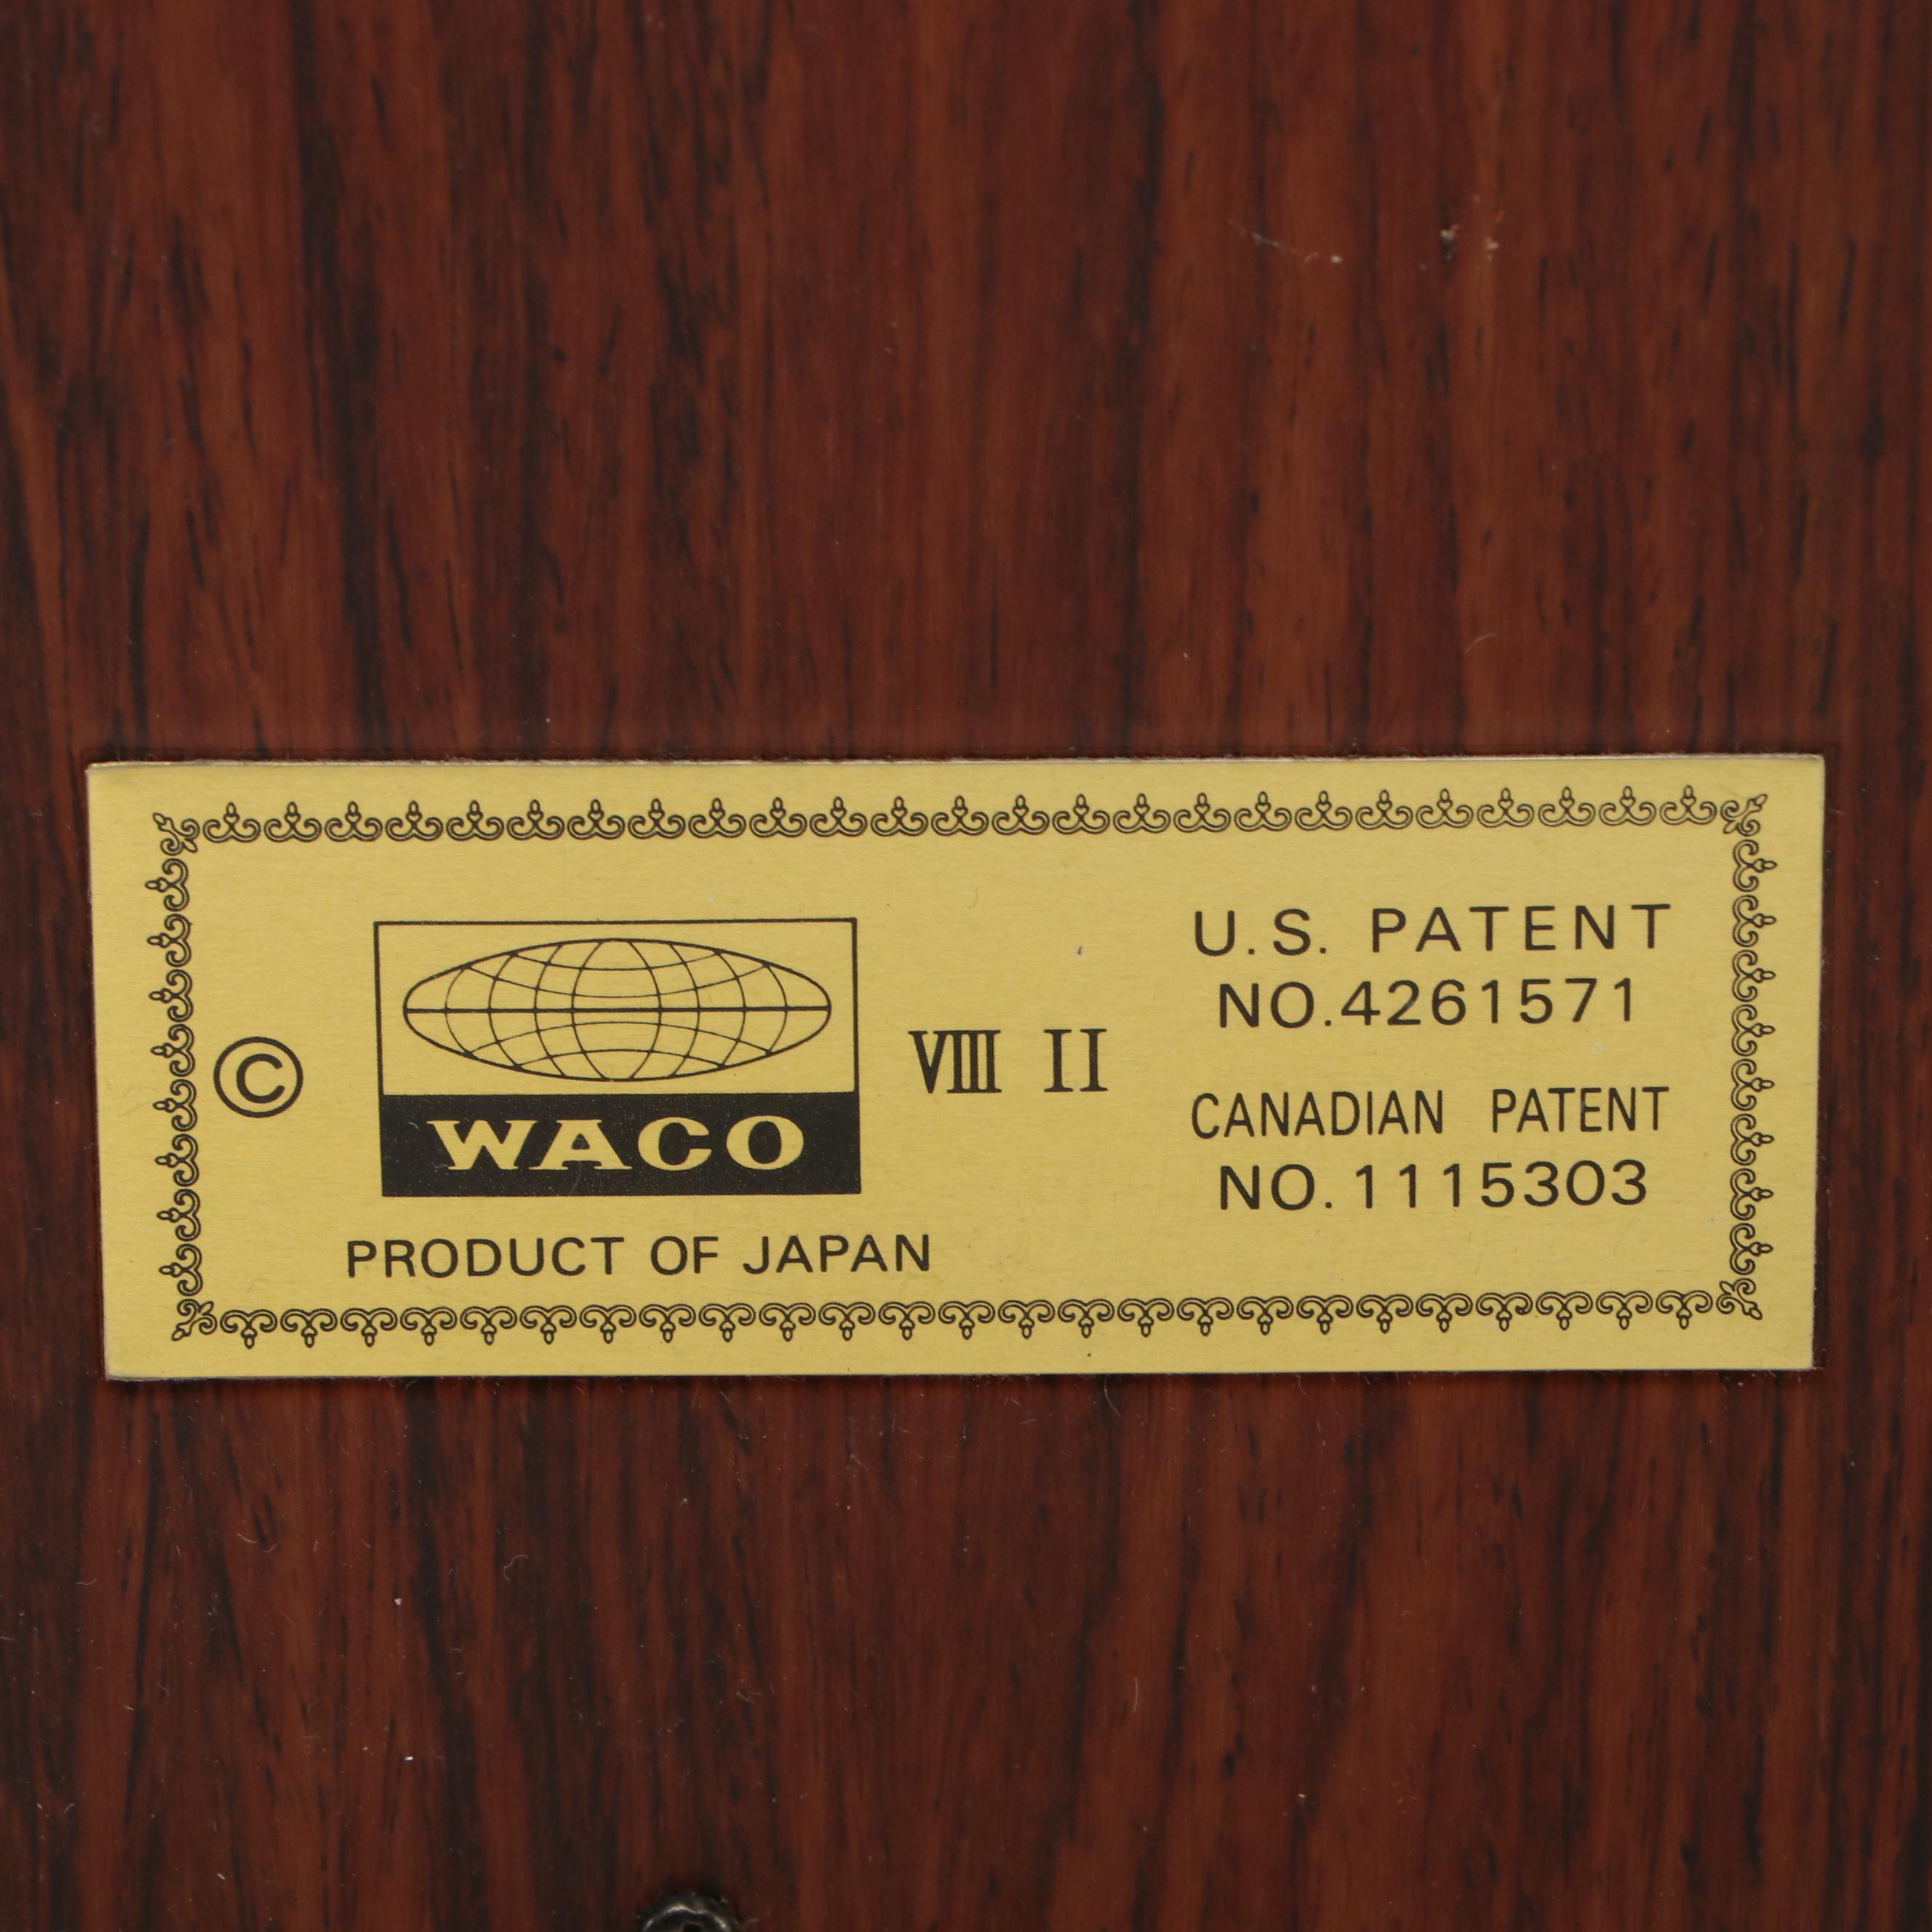 ©
WACO
PRODUCT OF JAPAN
VIII II
U.S. PATENT
NO.4261571
CANADIAN PATENT
NO.1115303